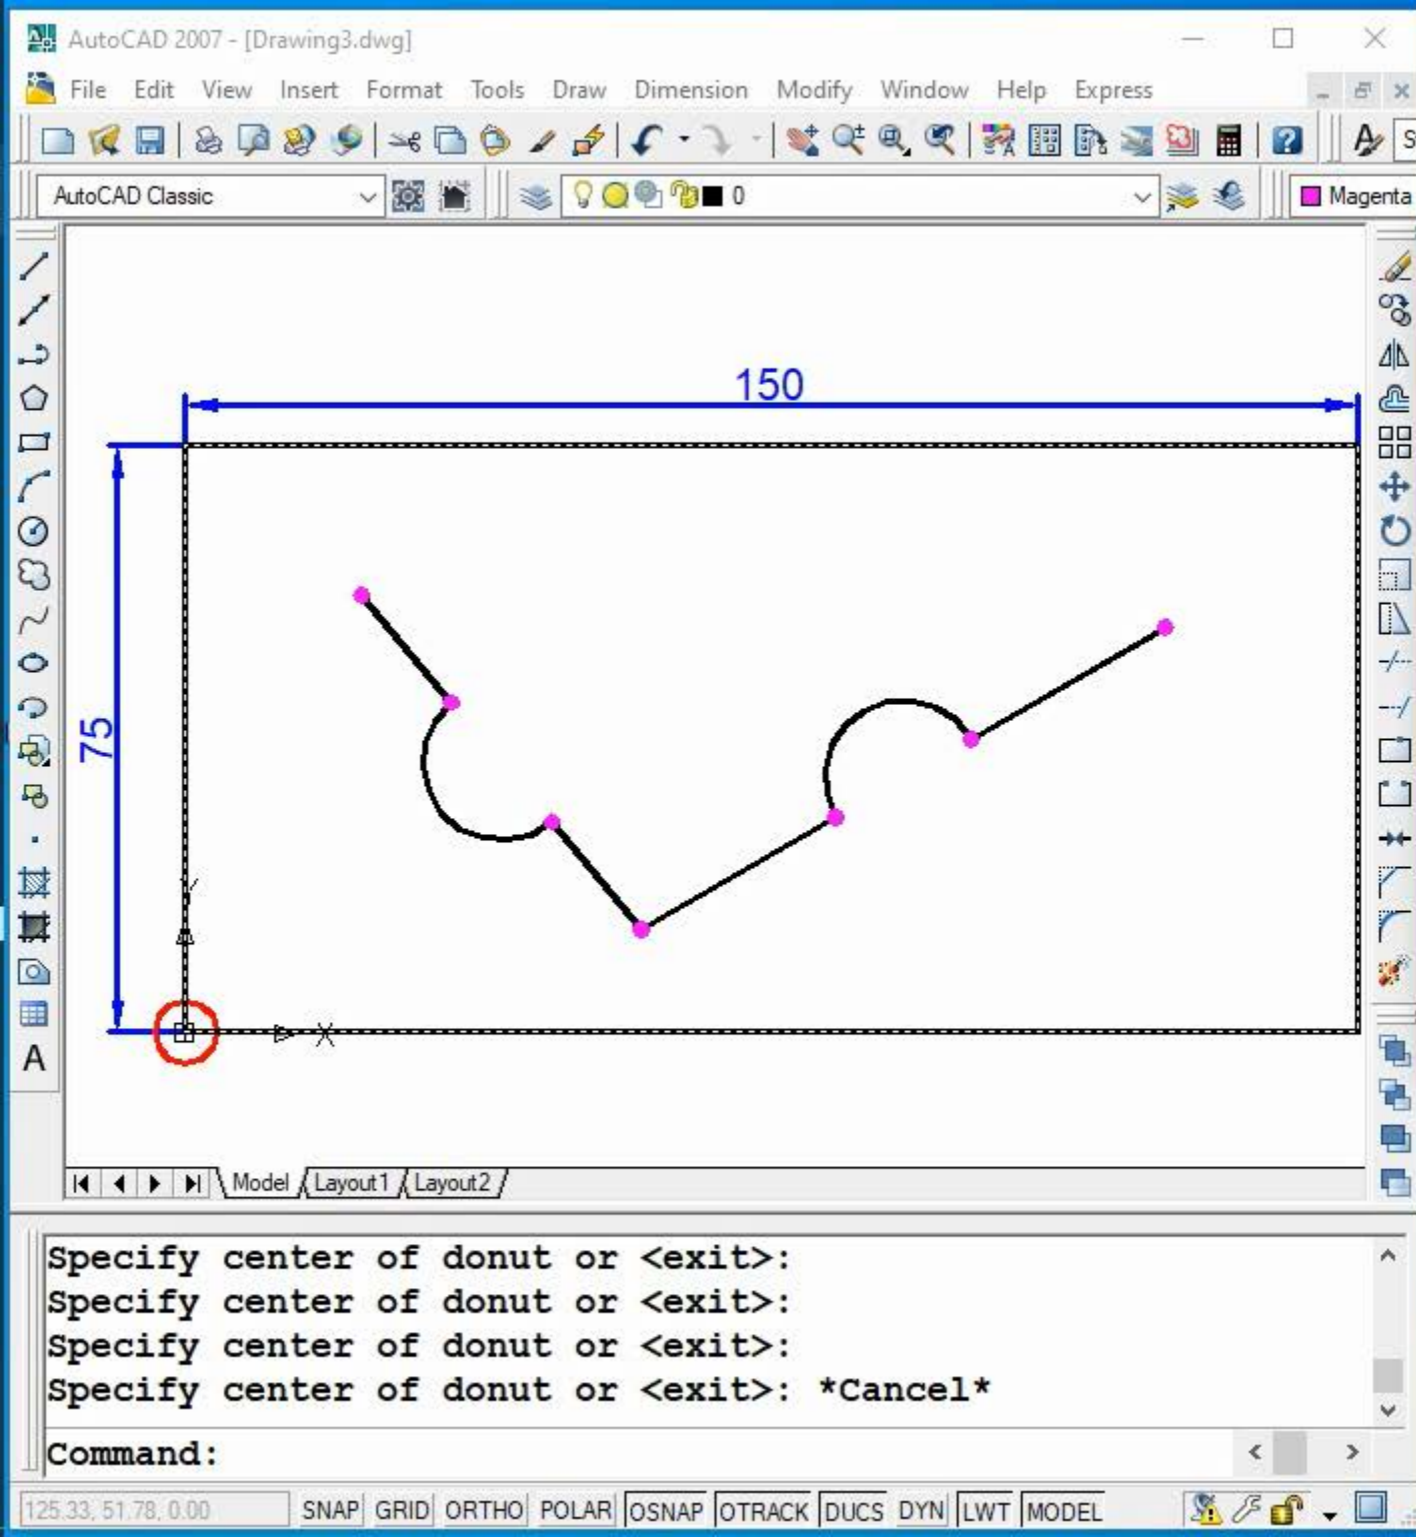 AutoCAD 2007 - [Drawing3.dwg]
File Edit View Insert Format Tools Draw Dimension Modify Window Help Express
AutoCAD Classic 0 Magenta
150
75
Y
X
A
Model Layout1 Layout2
Specify center of donut or <exit>:
Specify center of donut or <exit>:
Specify center of donut or <exit>:
Specify center of donut or <exit>: *Cancel*
Command:
125.33, 51.78, 0.00 SNAP GRID ORTHO POLAR OSNAP OTRACK DUCS DYN LWT MODEL